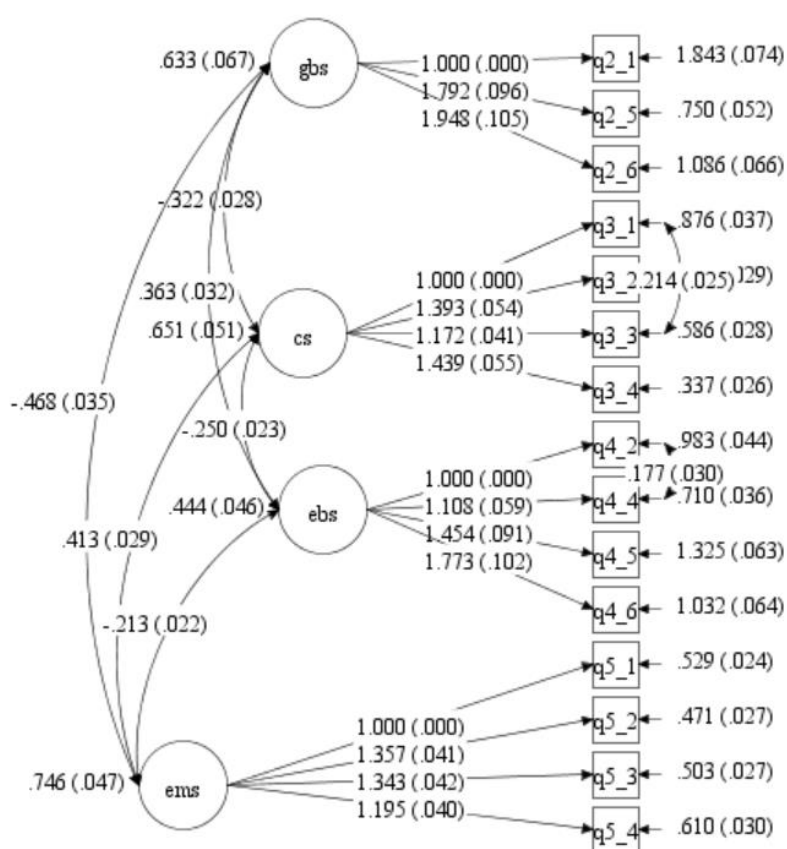 .633 (.067)
gbs
1.000 (.000)
q2_1
1.843 (.074)
1.792 (.096)
q2_5
.750 (.052)
1.948 (.105)
q2_6
1.086 (.066)
-.322 (.028)
q3_1
.876 (.037)
1.000 (.000)
q3_2
.214 (.025)
.363 (.032)
1.393 (.054)
.651 (.051)
cs
1.172 (.041)
q3_3
.586 (.028)
1.439 (.055)
q3_4
.337 (.026)
-.468 (.035)
-.250 (.023)
q4_2
.983 (.044)
.177 (.030)
1.000 (.000)
.444 (.046)
ebs
1.108 (.059)
q4_4
.710 (.036)
1.454 (.091)
q4_5
1.325 (.063)
.413 (.029)
1.773 (.102)
q4_6
1.032 (.064)
-.213 (.022)
q5_1
.529 (.024)
1.000 (.000)
q5_2
.471 (.027)
1.357 (.041)
.746 (.047)
ems
1.343 (.042)
q5_3
.503 (.027)
1.195 (.040)
q5_4
.610 (.030)